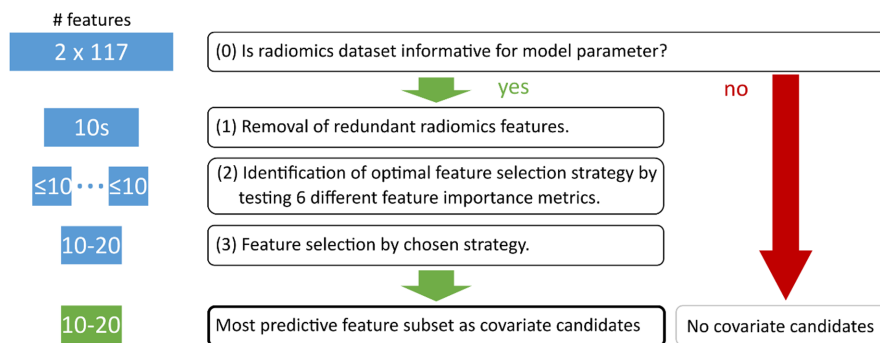 # features
2 x 117
(0) Is radiomics dataset informative for model parameter?
yes
no
10s
(1) Removal of redundant radiomics features.
≤10 ••• ≤10
(2) Identification of optimal feature selection strategy by
testing 6 different feature importance metrics.
10-20
(3) Feature selection by chosen strategy.
10-20
Most predictive feature subset as covariate candidates
No covariate candidates